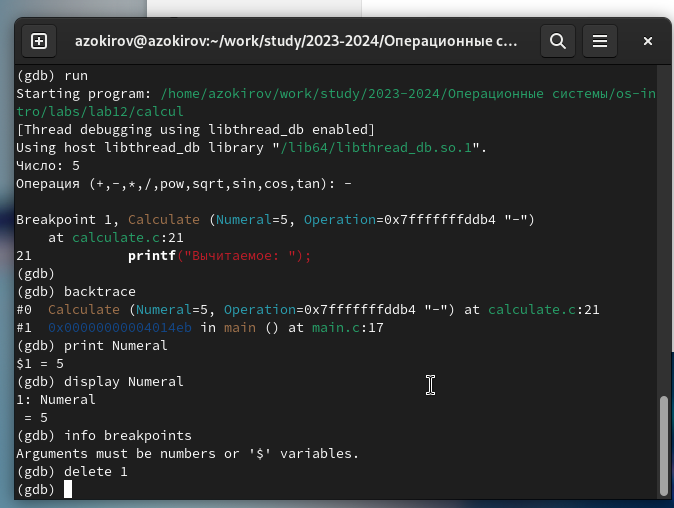 azokirov@azokirov:~/work/study/2023-2024/Операционные с…
(gdb) run
Starting program: /home/azokirov/work/study/2023-2024/Операционные системы/os-in
tro/labs/lab12/calcul
[Thread debugging using libthread_db enabled]
Using host libthread_db library "/lib64/libthread_db.so.1".
Число: 5
Операция (+,-,*,/,pow,sqrt,sin,cos,tan): -
Breakpoint 1, Calculate (Numeral=5, Operation=0x7fffffffddb4 "-")
at calculate.c:21
21 printf("Вычитаемое: ");
(gdb)
(gdb) backtrace
#0 Calculate (Numeral=5, Operation=0x7fffffffddb4 "-") at calculate.c:21
#1 0x00000000004014eb in main () at main.c:17
(gdb) print Numeral
$1 = 5
(gdb) display Numeral
1: Numeral
= 5
(gdb) info breakpoints
Arguments must be numbers or '$' variables.
(gdb) delete 1
(gdb)